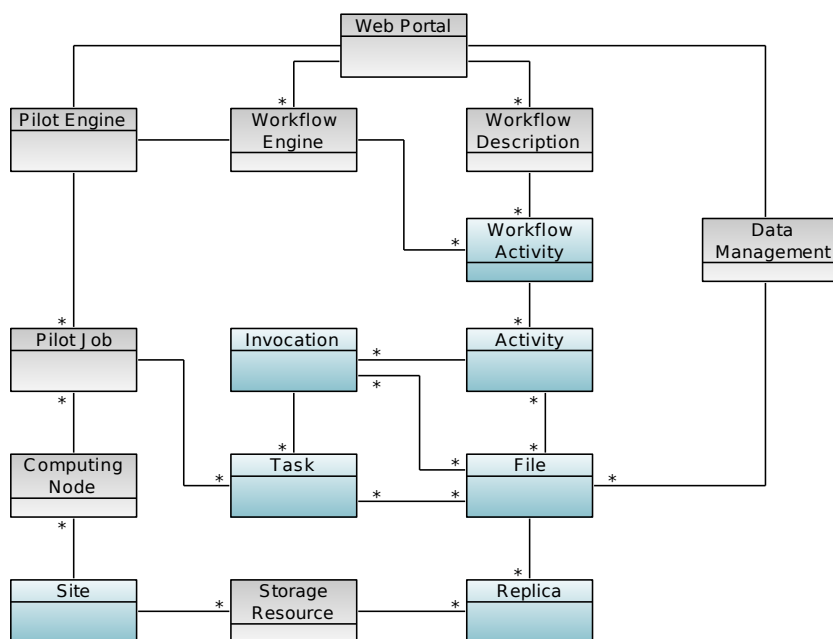 Web Portal
*
*
Pilot Engine
Workflow
Engine
Workflow
Description
*
*
Workflow
Activity
Data
Management
*
*
Pilot Job
Invocation
Activity
*
*
*
*
*
*
*
*
Computing
Node
Task
File
*
*
*
*
*
*
Site
Storage
Resource
Replica
*
*